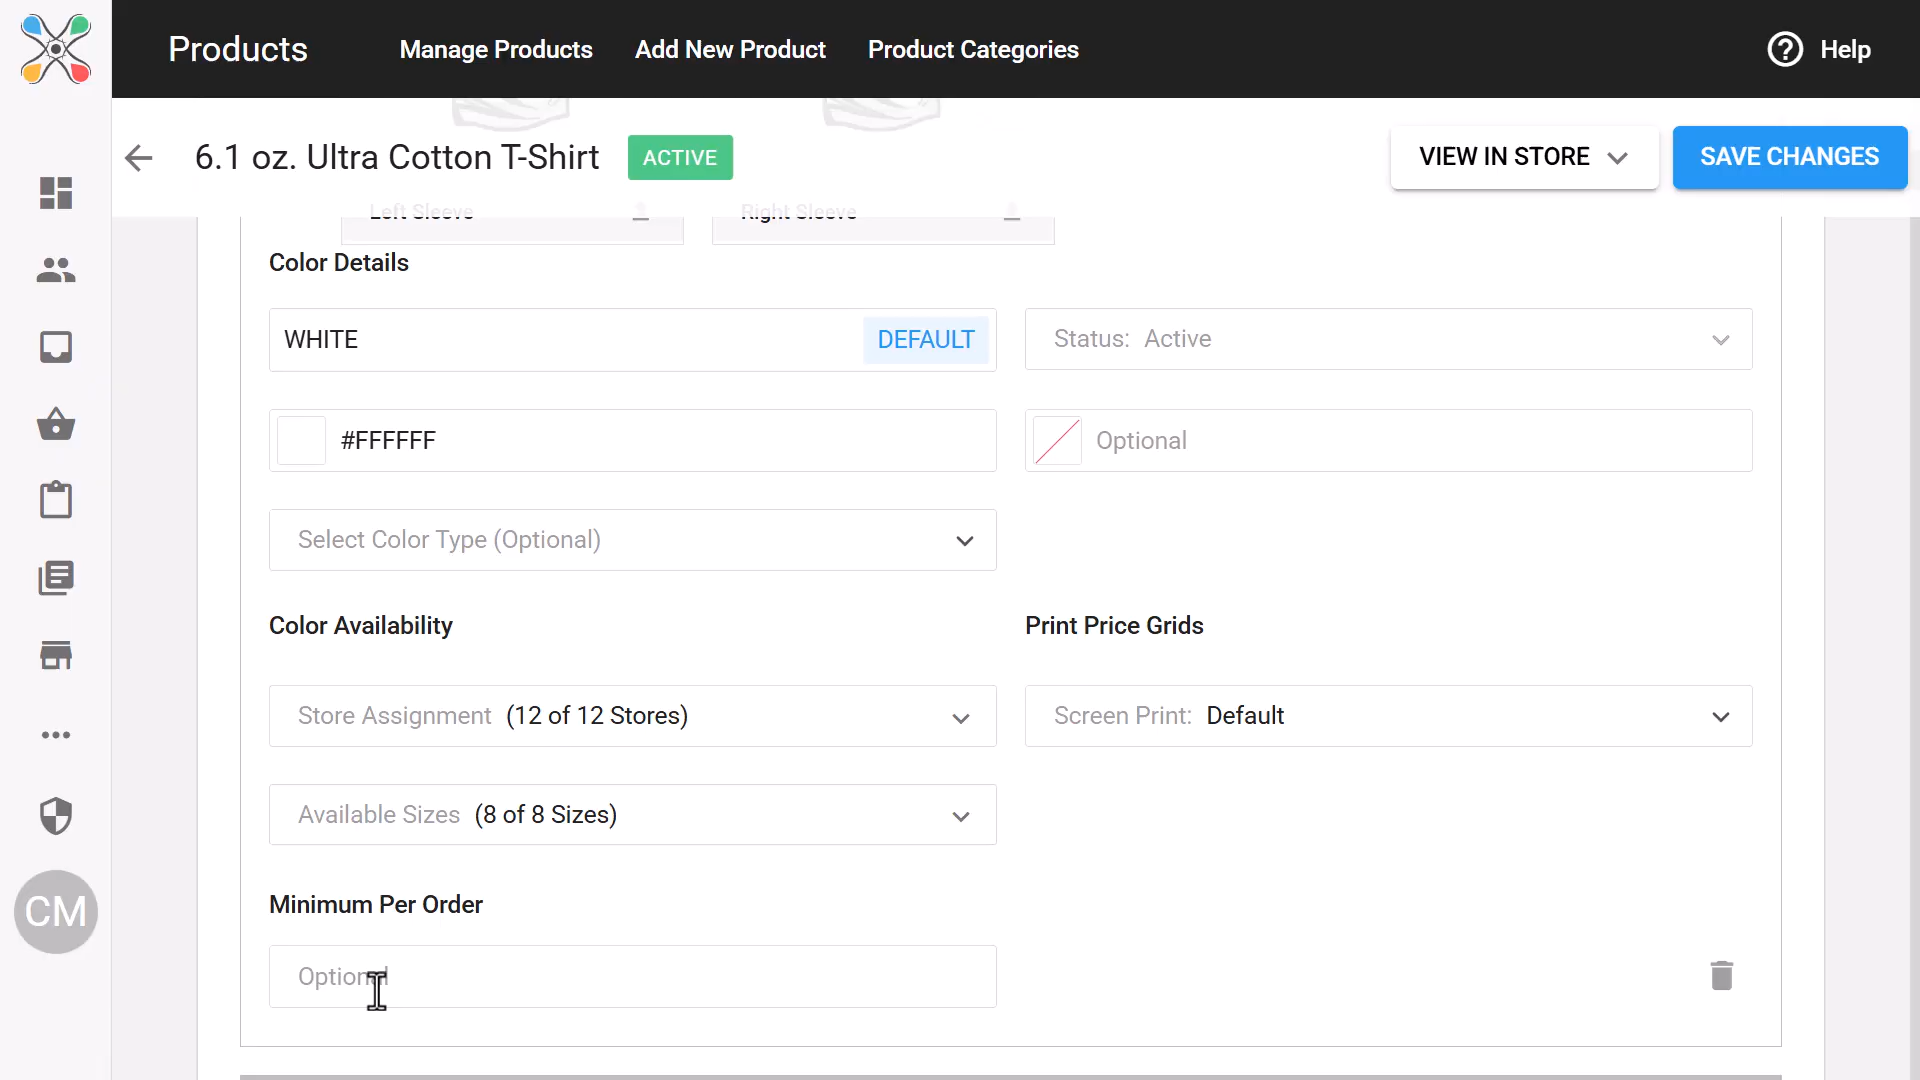 Products
Manage Products
Add New Product
Product Categories
Help
6.1 oz. Ultra Cotton T-Shirt
ACTIVE
VIEW IN STORE
SAVE CHANGES
Left Sleeve
Right Sleeve
Color Details
WHITE
DEFAULT
Status: Active
#FFFFFF
Optional
Select Color Type (Optional)
Color Availability
Print Price Grids
Store Assignment (12 of 12 Stores)
Screen Print: Default
Available Sizes (8 of 8 Sizes)
Minimum Per Order
CM
Optional